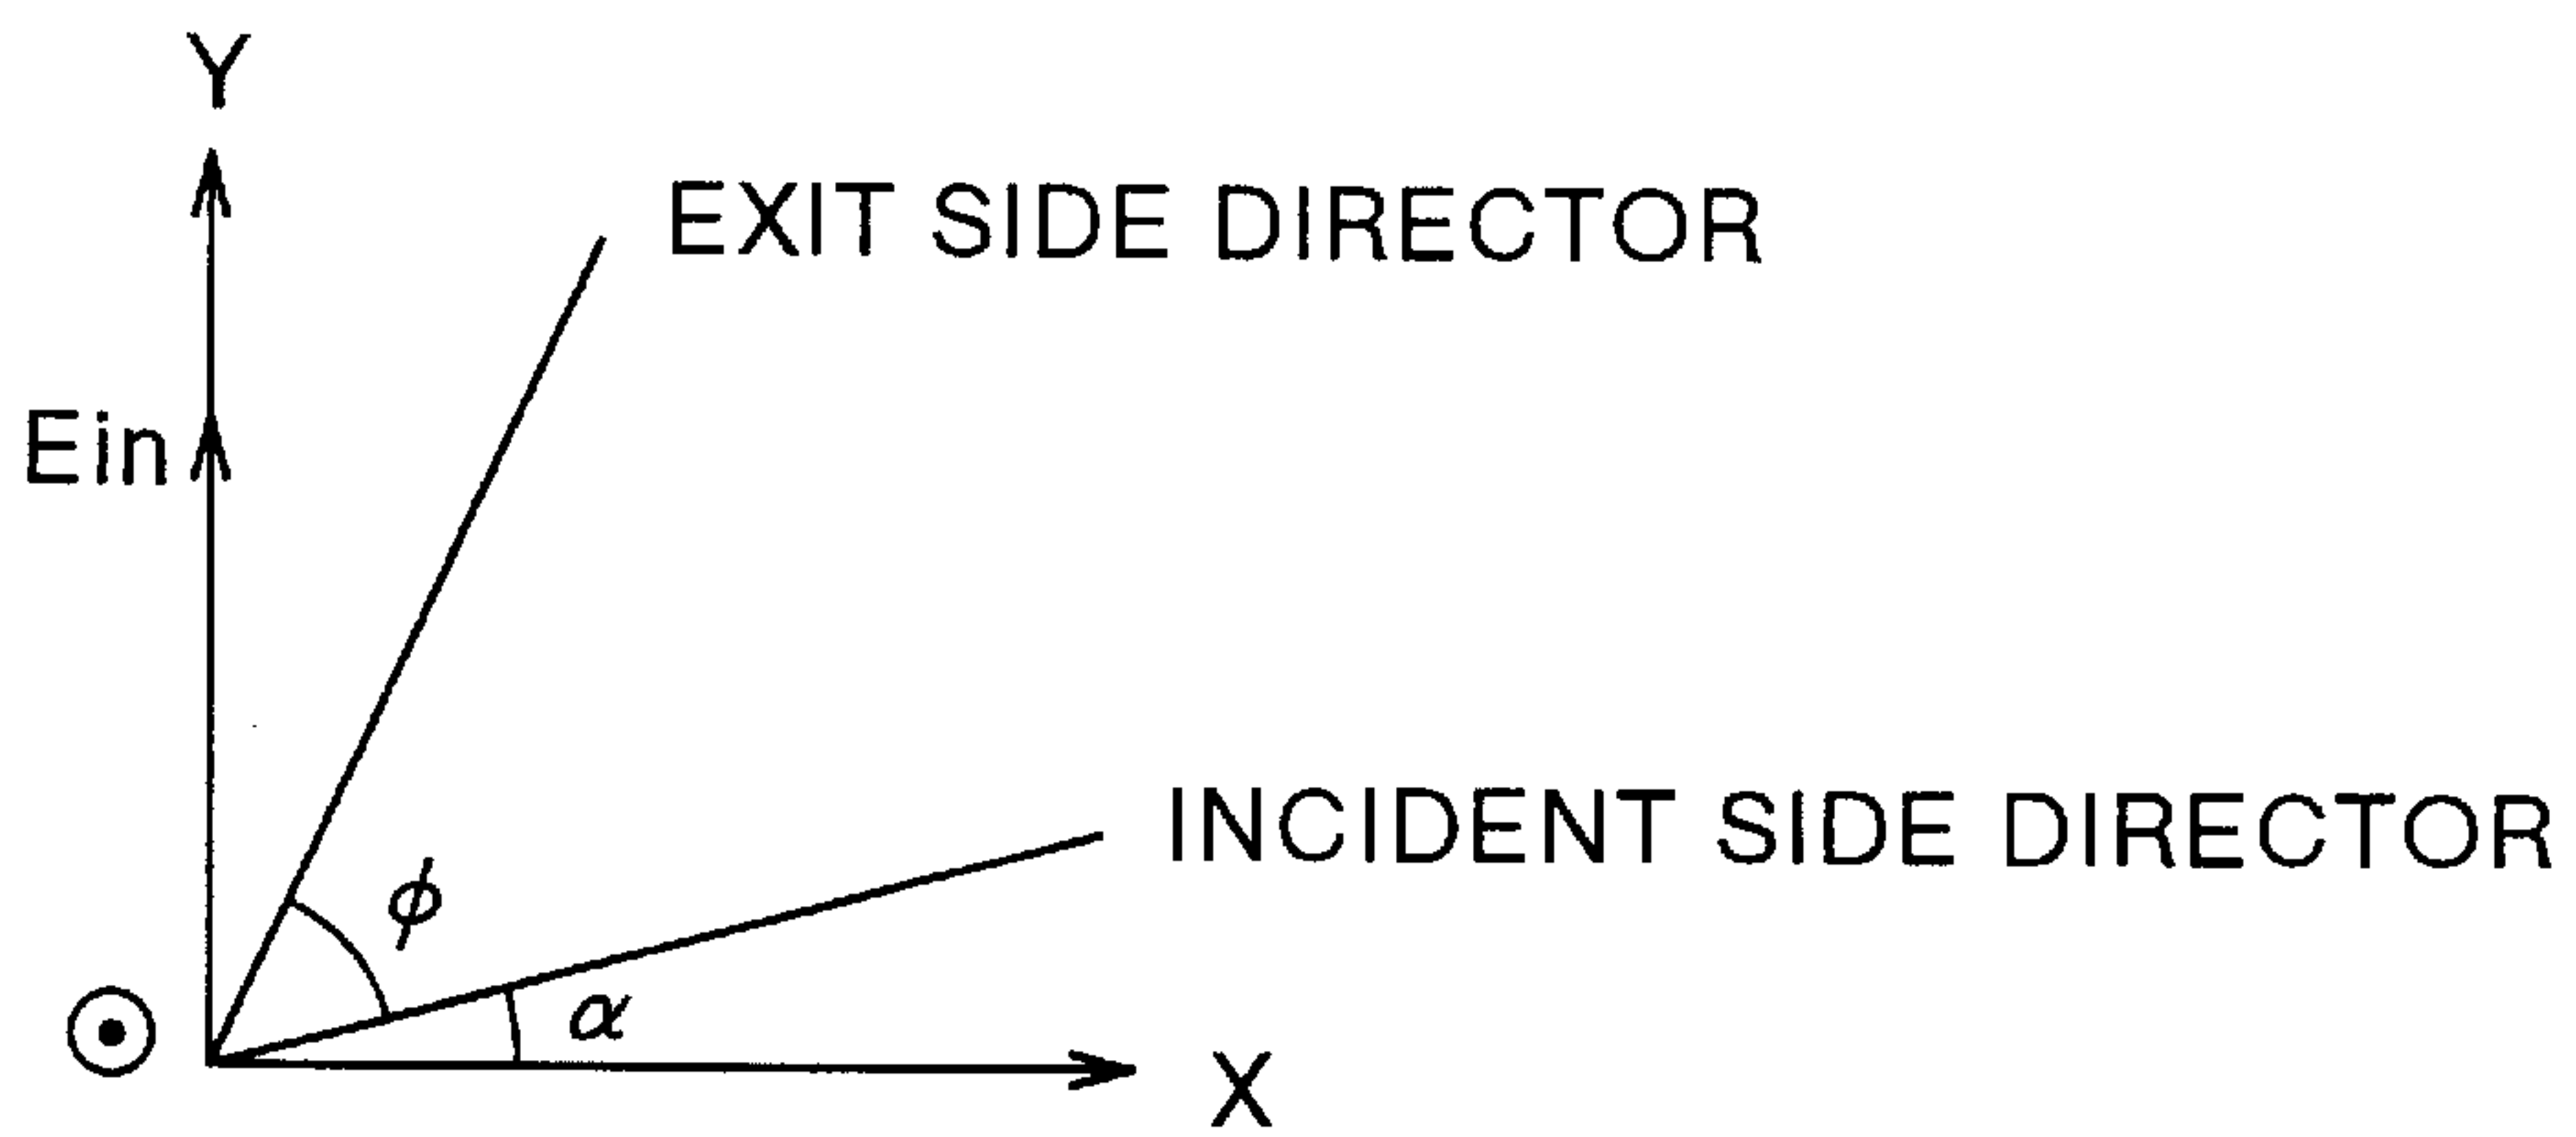 Y
EXIT SIDE DIRECTOR
Ein
INCIDENT SIDE DIRECTOR
ϕ
α
X